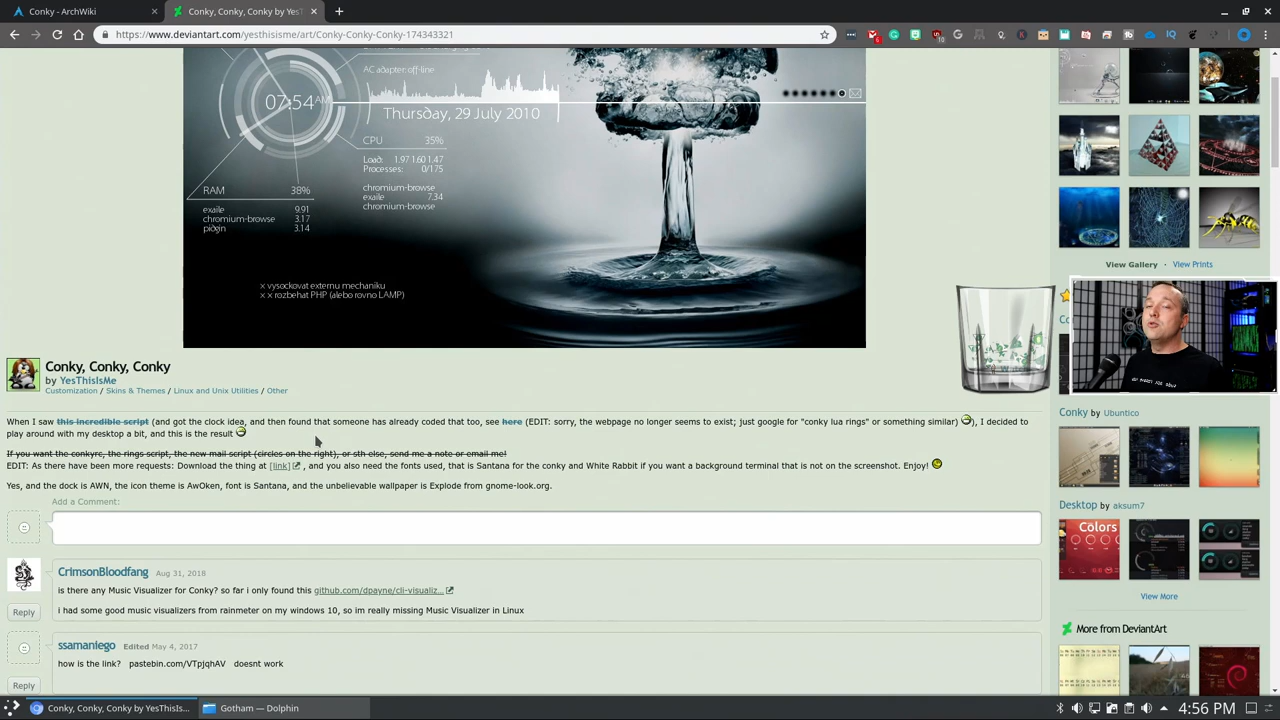 Conky - ArchWiki
Conky, Conky, Conky by YesT
https://www.deviantart.com/yesthisisme/art/Conky-Conky-Conky-174343321
AC adapter: off-line
07:54 AM
Thursday, 29 July 2010
CPU 35%
Load: 1.97 1.60 1.47
Processes: 0/175
chromium-browse
exaile 7.34
chromium-browse
RAM 38%
exaile 9.91
chromium-browse 3.17
pidgin 3.14
x vysockovat externu mechaniku
x x rozbehat PHP (alebo rovno LAMP)
View Gallery · View Prints
Conky, Conky, Conky
by YesThisIsMe
Customization / Skins & Themes / Linux and Unix Utilities / Other
When I saw this incredible script (and got the clock idea, and then found that someone has already coded that too, see here (EDIT: sorry, the webpage no longer seems to exist; just google for "conky lua rings" or something similar) ), I decided to
play around with my desktop a bit, and this is the result
If you want the conkyrc, the rings script, the new mail script (circles on the right), or sth else, send me a note or email me!
EDIT: As there have been more requests: Download the thing at [link] , and you also need the fonts used, that is Santana for the conky and White Rabbit if you want a background terminal that is not on the screenshot. Enjoy!
Yes, and the dock is AWN, the icon theme is AwOken, font is Santana, and the unbelievable wallpaper is Explode from gnome-look.org.
Add a Comment:
CrimsonBloodfang Aug 31, 2018
is there any Music Visualizer for Conky? so far i only found this github.com/dpayne/cli-visualiz...
i had some good music visualizers from rainmeter on my windows 10, so im really missing Music Visualizer in Linux
Reply
ssamaniego Edited May 4, 2017
how is the link? pastebin.com/VTpjqhAV doesnt work
Reply
Conky by Ubuntico
Desktop by aksum7
Colors
View More
More from DeviantArt
Conky, Conky, Conky by YesThisIs...
Gotham — Dolphin
4:56 PM